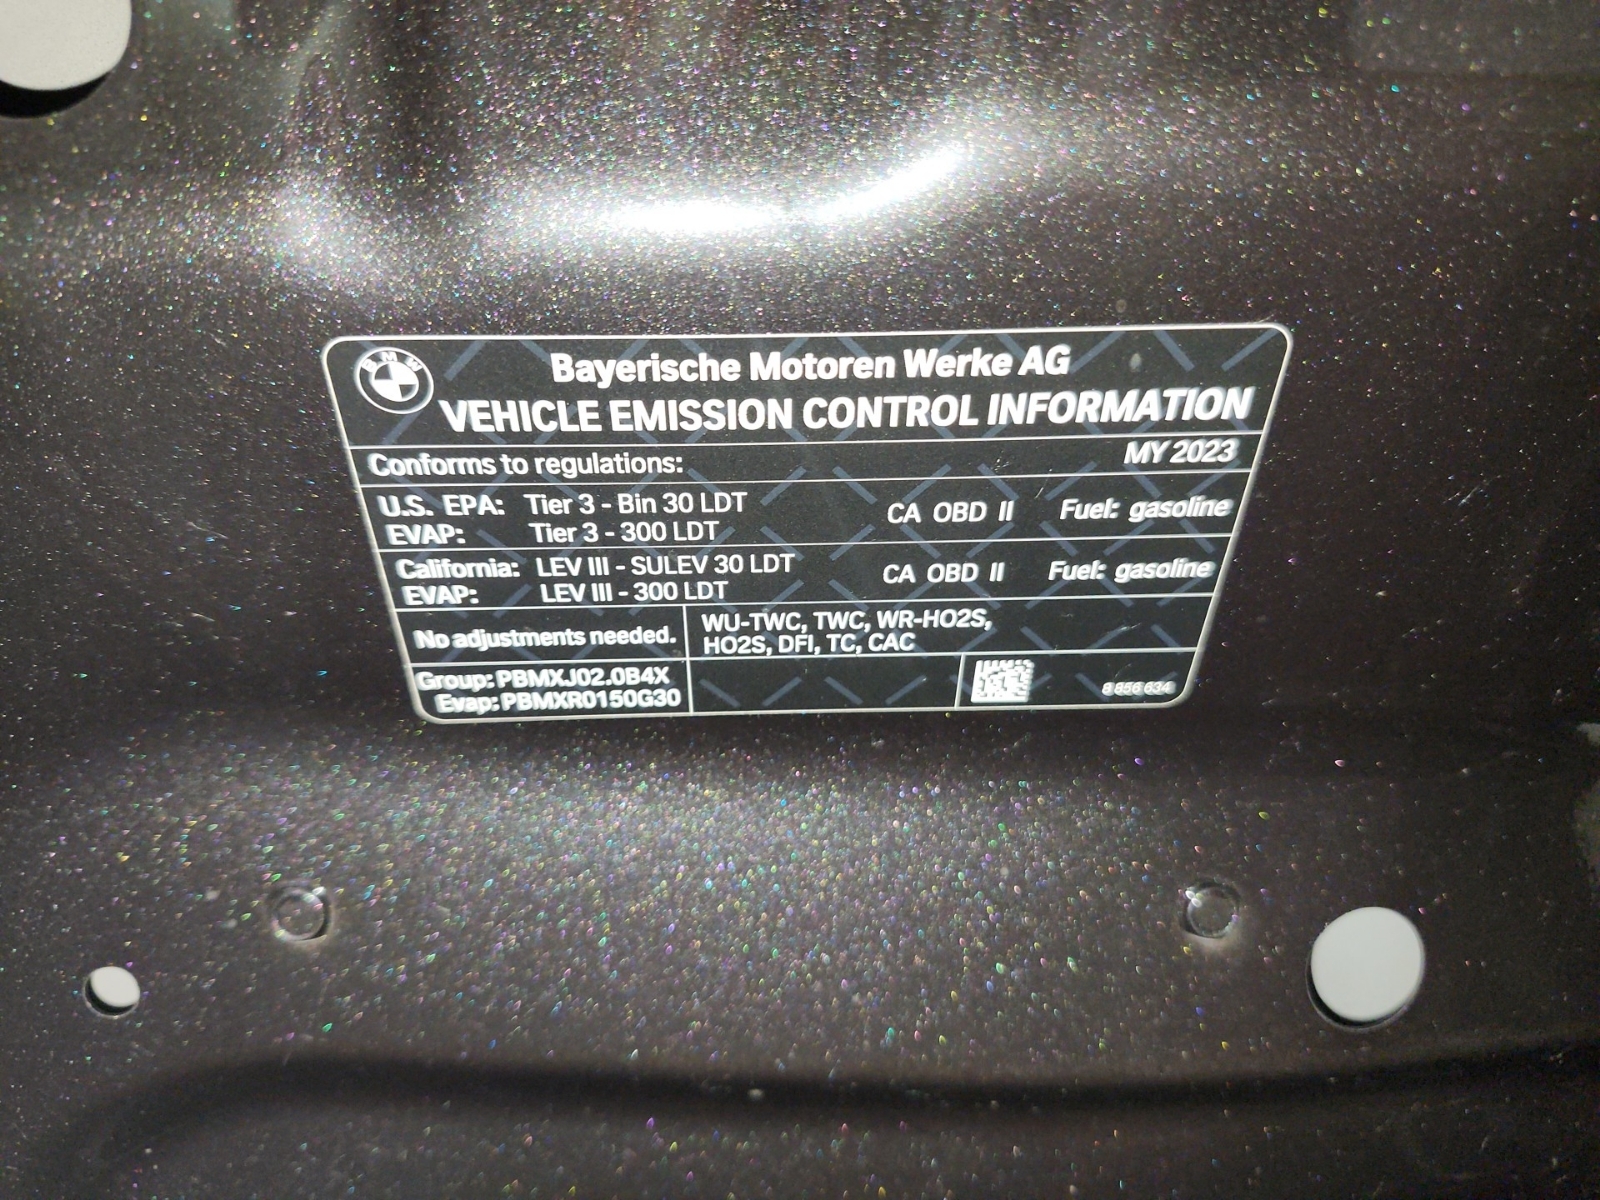 BMW
Bayerische Motoren Werke AG
VEHICLE EMISSION CONTROL INFORMATION
Conforms to regulations: MY 2023
U.S. EPA: Tier 3 - Bin 30 LDT CA OBD II Fuel: gasoline
EVAP: Tier 3 - 300 LDT
California: LEV III - SULEV 30 LDT CA OBD II Fuel: gasoline
EVAP: LEV III - 300 LDT
No adjustments needed.
WU-TWC, TWC, WR-HO2S,
HO2S, DFI, TC, CAC
Group: PBMXJ02.0B4X
Evap: PBMXR0150G30
8 856 634